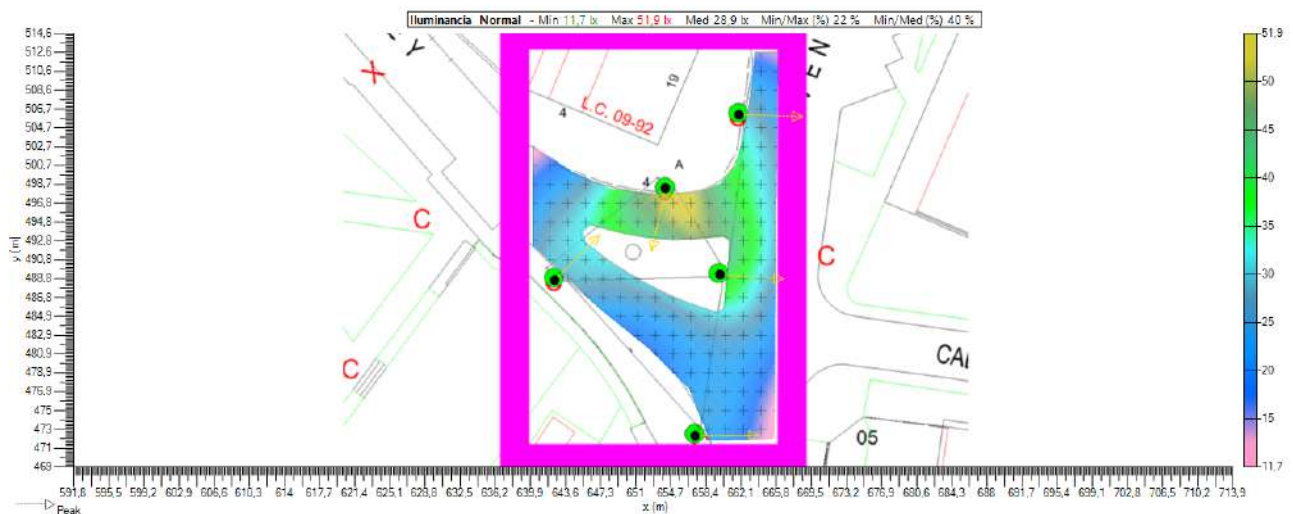 Iluminancia Normal - Min 11,7 lx Max 51,9 lx Med 28,9 lx Min/Max (%) 22 % Min/Med (%) 40 %
514,6
512,6
510,6
508,6
506,7
504,7
502,7
500,7
498,7
496,8
494,8
492,8
490,8
488,8
486,8
484,9
482,9
480,9
478,9
476,9
475
473
471
469
y (m)
Y
X
EN
19
4
L.C. 09-92
A
4
C
C
C
CAL
05
51.9
50
45
40
35
30
25
20
15
11.7
591,8 595,5 599,2 602,9 606,6 610,3 614 617,7 621,4 625,1 628,8 632,5 636,2 639,9 643,6 647,3 651 654,7 658,4 662,1 665,8 669,5 673,2 676,9 680,6 684,3 688 691,7 695,4 699,1 702,8 706,5 710,2 713,9
x (m)
Peak